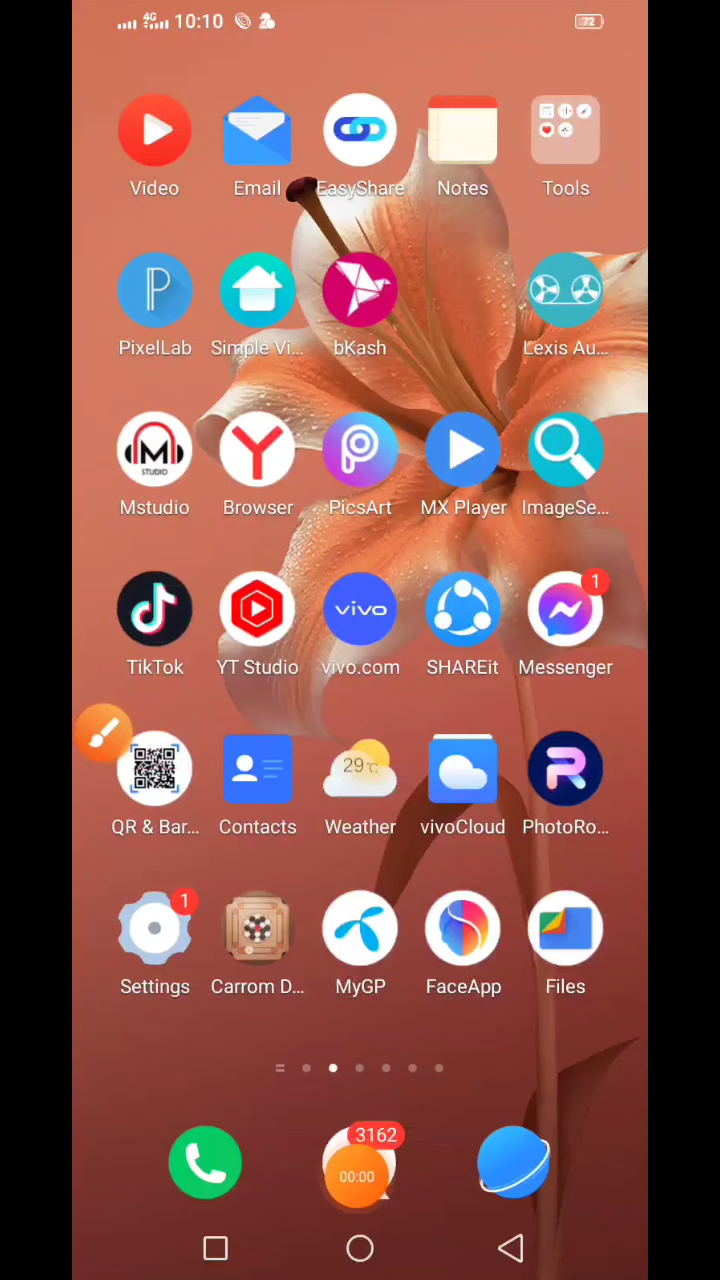 4G 10:10 72
Video Email EasyShare Notes Tools
PixelLab Simple Vi... bKash Lexis Au...
M STUDIO
Mstudio Browser PicsArt MX Player ImageSe...
vivo 1
TikTok YT Studio vivo.com SHAREit Messenger
29°C
QR & Bar... Contacts Weather vivoCloud PhotoRo...
1
Settings Carrom D... MyGP FaceApp Files
3162
00:00